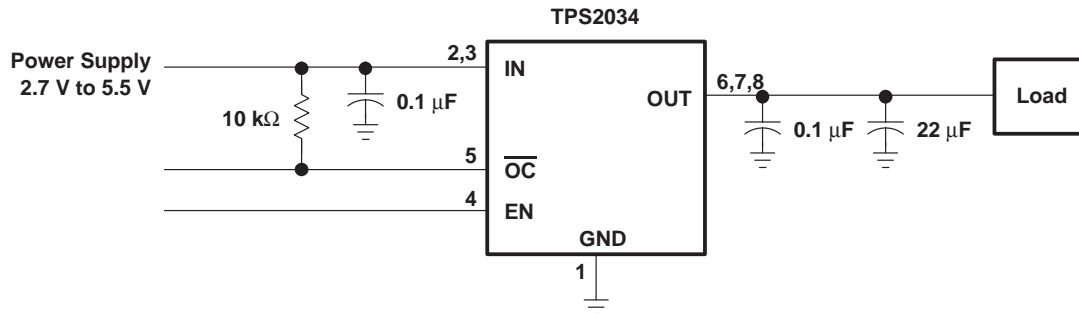 TPS2034
Power Supply
2.7 V to 5.5 V
2,3
IN
0.1 μF
10 kΩ
OUT
6,7,8
Load
0.1 μF
22 μF
5
O̅C̅
4
EN
GND
1